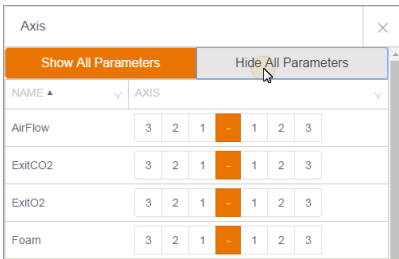 Axis
Show All Parameters Hide All Parameters
NAME AXIS
AirFlow 3 2 1 - 1 2 3
ExitCO2 3 2 1 - 1 2 3
ExitO2 3 2 1 - 1 2 3
Foam 3 2 1 - 1 2 3